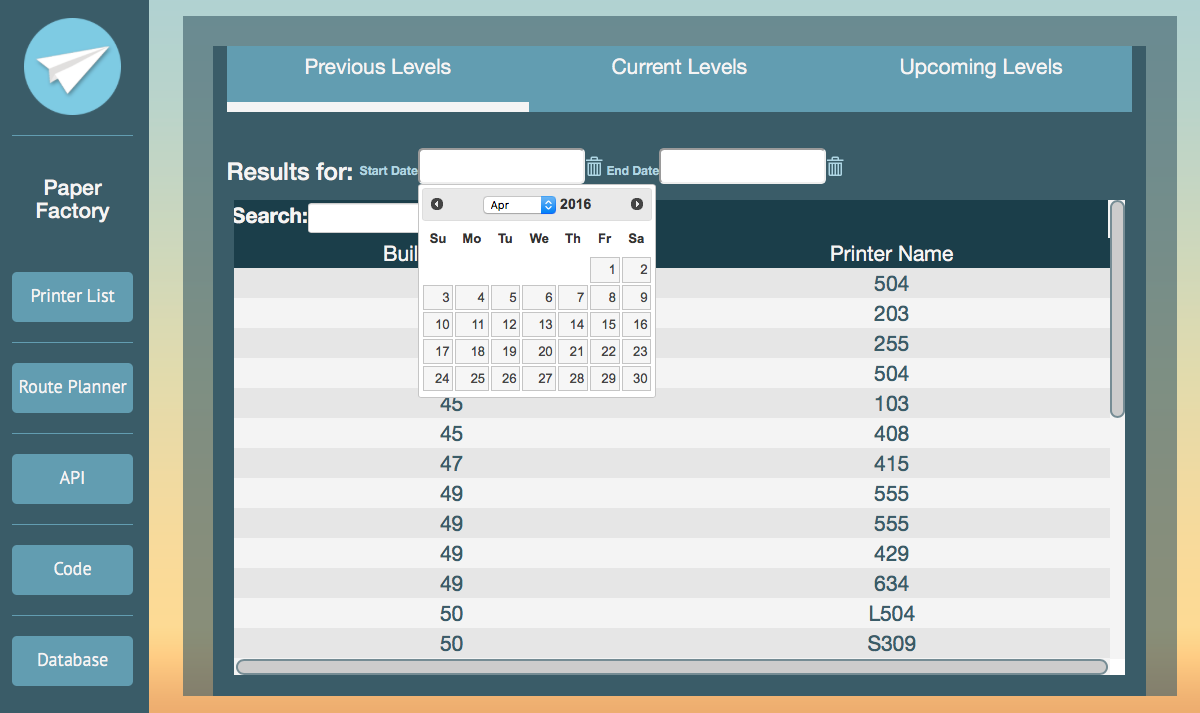 Previous Levels Current Levels Upcoming Levels
Paper
Factory
Printer List
Route Planner
API
Code
Database
Results for: Start Date End Date
Apr 2016
Su Mo Tu We Th Fr Sa
1 2
3 4 5 6 7 8 9
10 11 12 13 14 15 16
17 18 19 20 21 22 23
24 25 26 27 28 29 30
Search:
Buil Printer Name
504
203
255
504
45 103
45 408
47 415
49 555
49 555
49 429
49 634
50 L504
50 S309